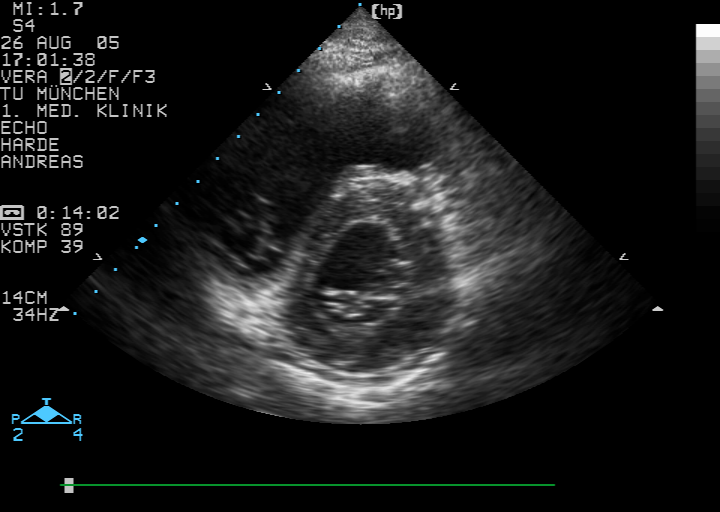 MI:1.7
S4
26 AUG 05
17:01:38
VERA 2/2/F/F3
TU MÜNCHEN
1. MED. KLINIK
ECHO
HARDE
ANDREAS
0:14:02
VSTK 89
KOMP 39
14CM
34HZ
[hp]
T
P R
2 4